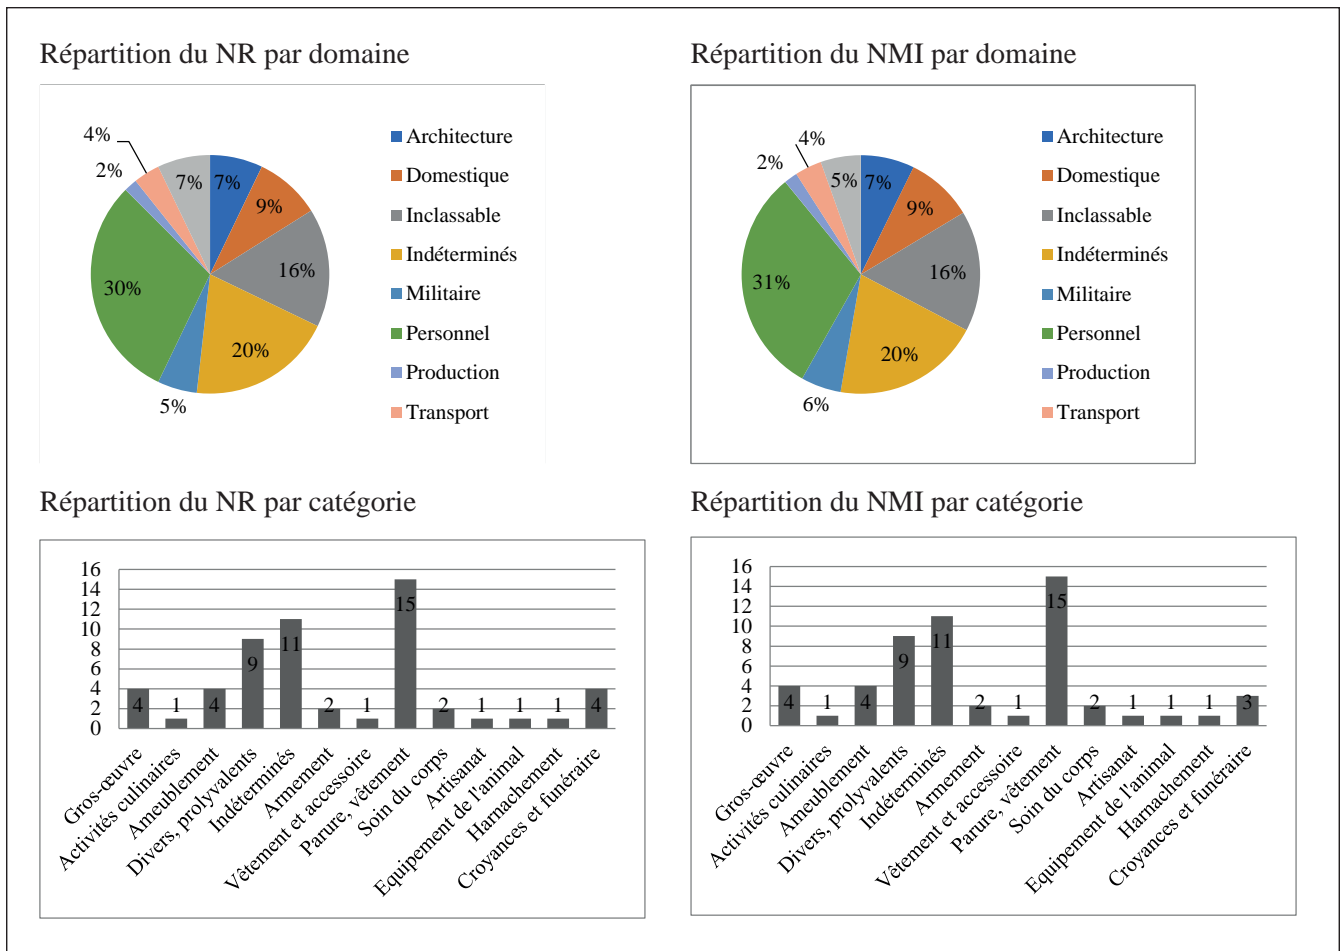 Répartition du NR par domaine
4%
2%
7%
7%
9%
16%
20%
5%
30%
Architecture
Domestique
Inclassable
Indéterminés
Militaire
Personnel
Production
Transport
Répartition du NMI par domaine
4%
2%
5%
7%
9%
16%
20%
6%
31%
Architecture
Domestique
Inclassable
Indéterminés
Militaire
Personnel
Production
Transport
Répartition du NR par catégorie
16
14
12
10
8
6
4
2
0
4
1
4
9
11
2
1
15
2
1
1
1
4
Gros-œuvre
Activités culinaires
Ameublement
Divers, prolyvalents
Indéterminés
Armement
Vêtement et accessoire
Parure, vêtement
Soin du corps
Artisanat
Equipement de l'animal
Harnachement
Croyances et funéraire
Répartition du NMI par catégorie
16
14
12
10
8
6
4
2
0
4
1
4
9
11
2
1
15
2
1
1
1
3
Gros-œuvre
Activités culinaires
Ameublement
Divers, prolyvalents
Indéterminés
Armement
Vêtement et accessoire
Parure, vêtement
Soin du corps
Artisanat
Equipement de l'animal
Harnachement
Croyances et funéraire